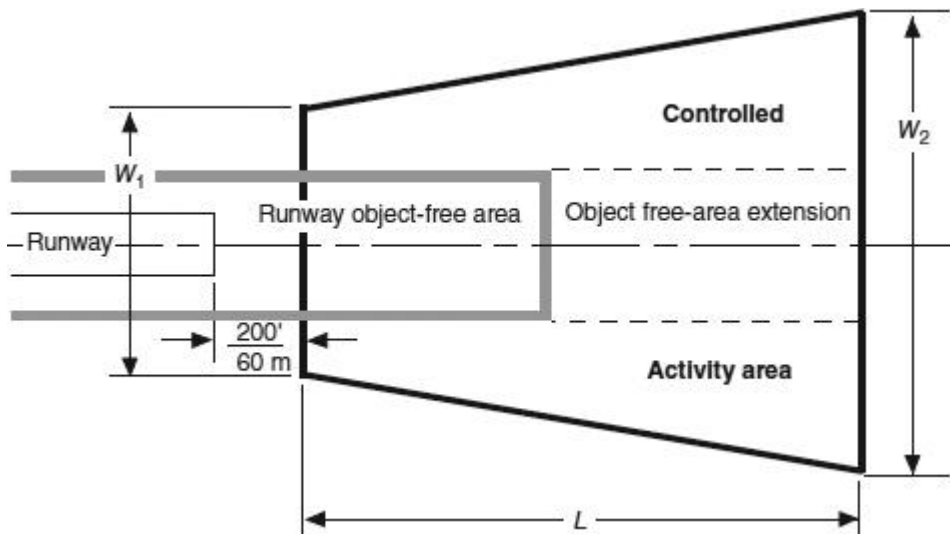 Controlled
W₂
W₁
Runway object-free area
Object free-area extension
Runway
200'
60 m
Activity area
L